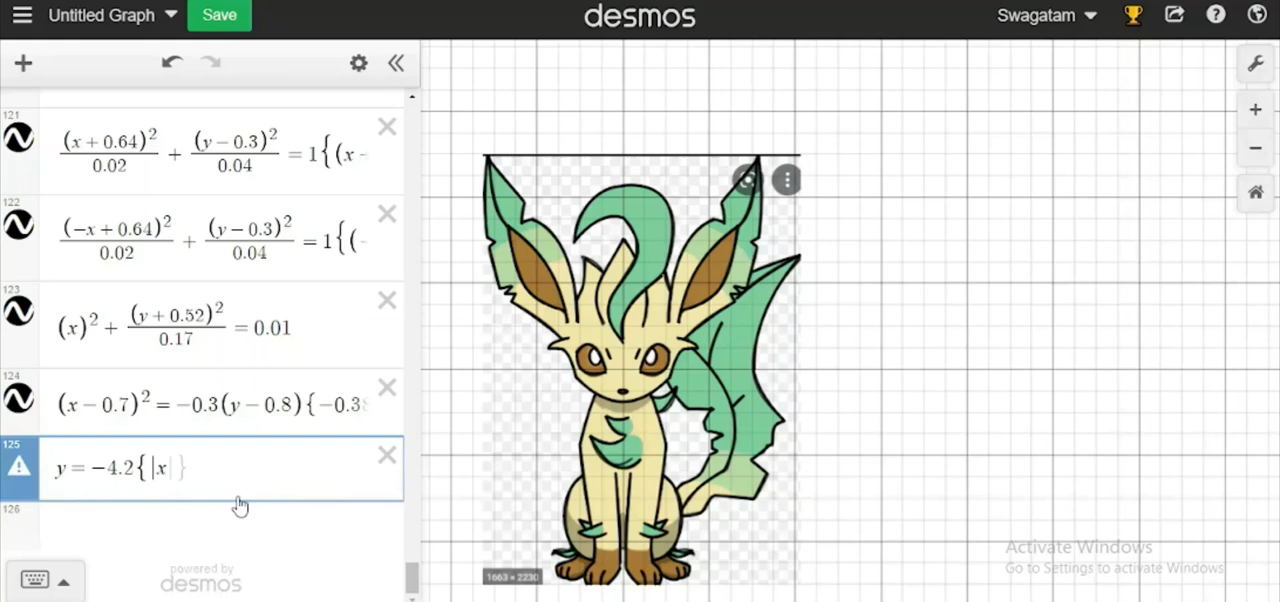 Untitled Graph
Save
desmos
Swagatam
121
(x+0.64)²/0.02 + (y−0.3)²/0.04 = 1{(x−
122
(−x+0.64)²/0.02 + (y−0.3)²/0.04 = 1{(−
123
(x)² + (y+0.52)²/0.17 = 0.01
124
(x−0.7)² = −0.3(y−0.8){−0.38
125
y = −4.2{|x|}
126
powered by
desmos
1663 × 2230
Activate Windows
Go to Settings to activate Windows